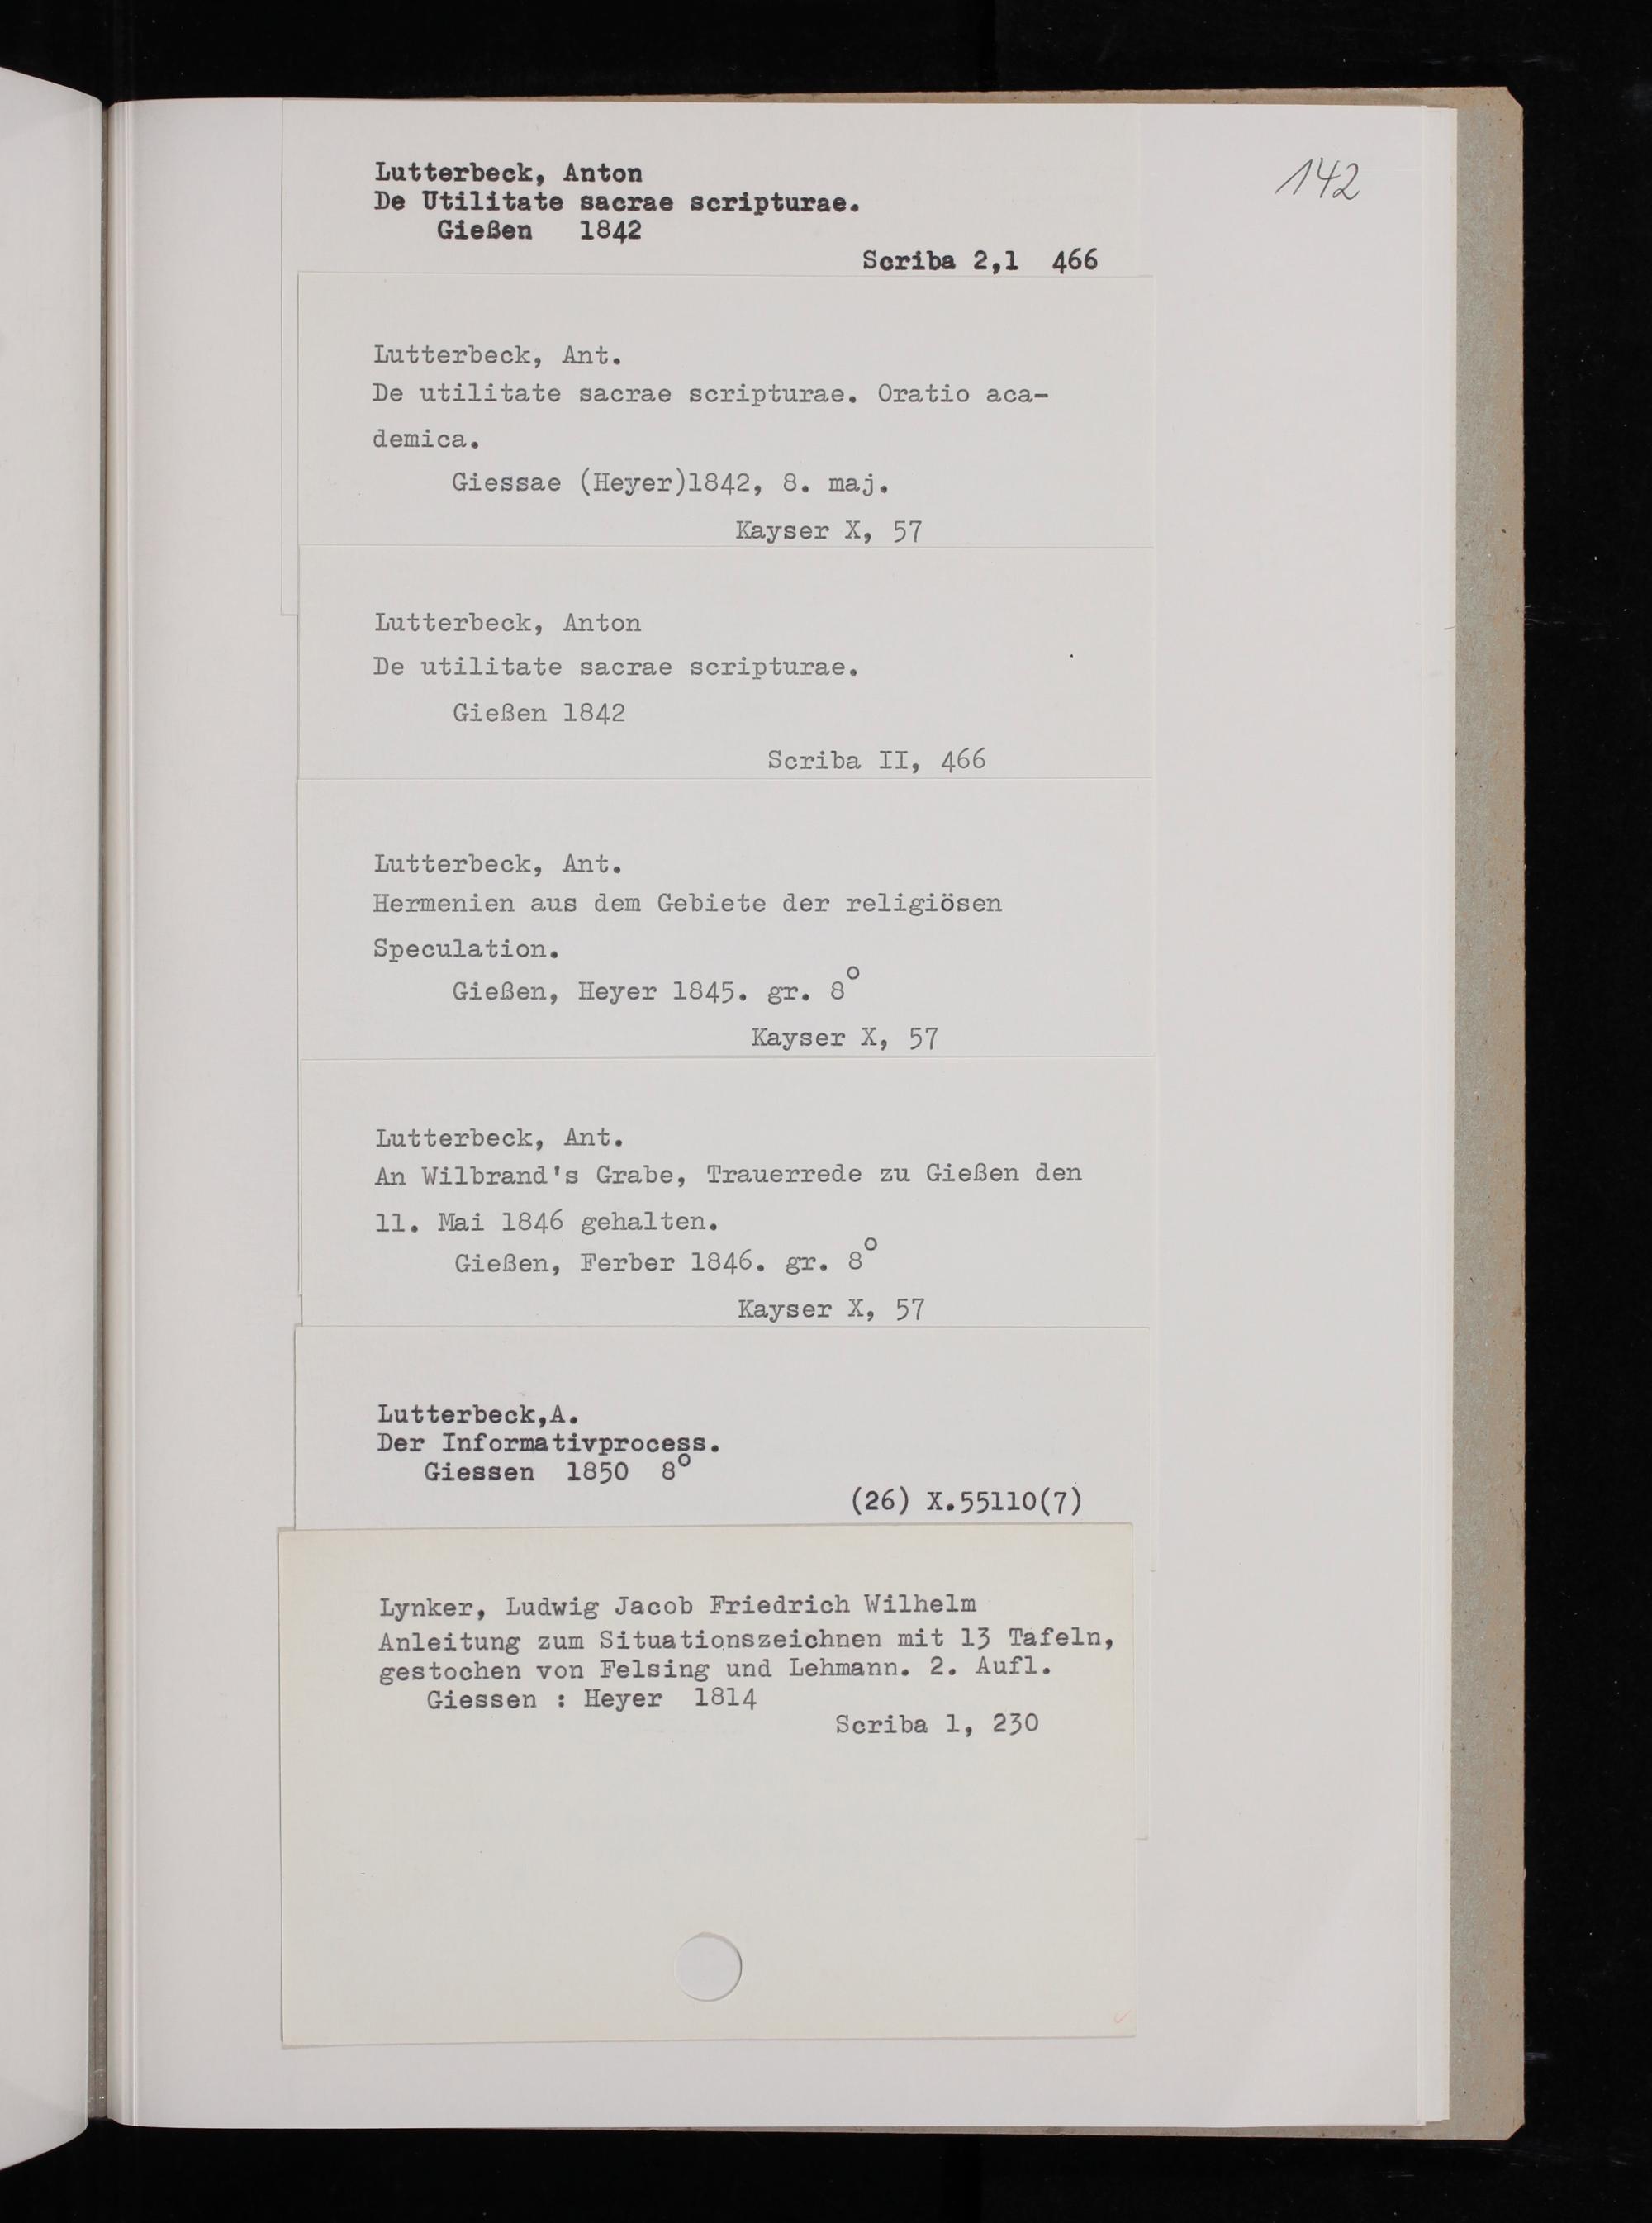 142
Lutterbeck, Anton
De Utilitate sacrae scripturae.
Gießen 1842
Scriba 2,1 466
Lutterbeck, Ant.
De utilitate sacrae scripturae. Oratio aca-
demica.
Giessae (Heyer)1842, 8. maj.
Kayser X, 57
Lutterbeck, Anton
De utilitate sacrae scripturae.
Gießen 1842
Scriba II, 466
Lutterbeck, Ant.
Hermenien aus dem Gebiete der religiösen
Speculation.
Gießen, Heyer 1845. gr. 8°
Kayser X, 57
Lutterbeck, Ant.
An Wilbrand's Grabe, Trauerrede zu Gießen den
11. Mai 1846 gehalten.
Gießen, Ferber 1846. gr. 8°
Kayser X, 57
Lutterbeck,A.
Der Informativprocess.
Giessen 1850 8°
(26) X.55110(7)
Lynker, Ludwig Jacob Friedrich Wilhelm
Anleitung zum Situationszeichnen mit 13 Tafeln,
gestochen von Felsing und Lehmann. 2. Aufl.
Giessen : Heyer 1814
Scriba 1, 230